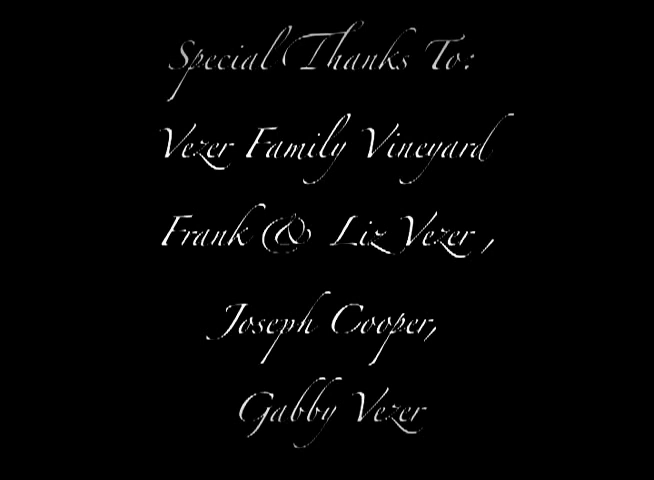 Special Thanks To:
Vezer Family Vineyard
Frank & Liz Vezer ,
Joseph Cooper,
Gabby Vezer